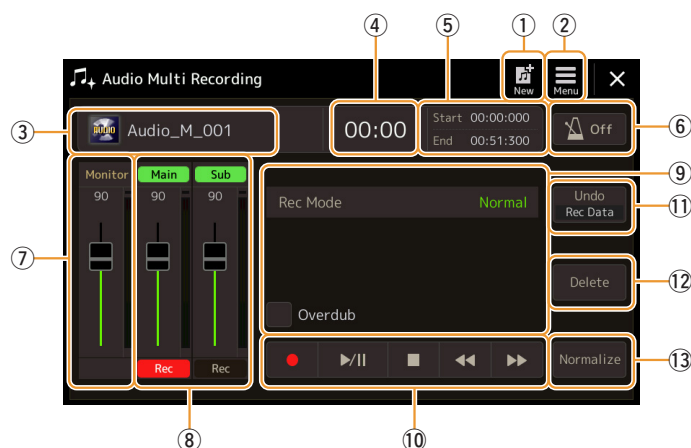 ① ②
④ ⑤
Audio Multi Recording
New
Menu
③
AUDIO
Audio_M_001
00:00
Start 00:00:000
End 00:51:300
Off
⑥
Monitor Main Sub
90 90 90
⑨
Rec Mode Normal
Undo
Rec Data
⑪
⑦
Delete
⑫
Overdub
Rec Rec
Normalize
⑬
⑧ ⑩